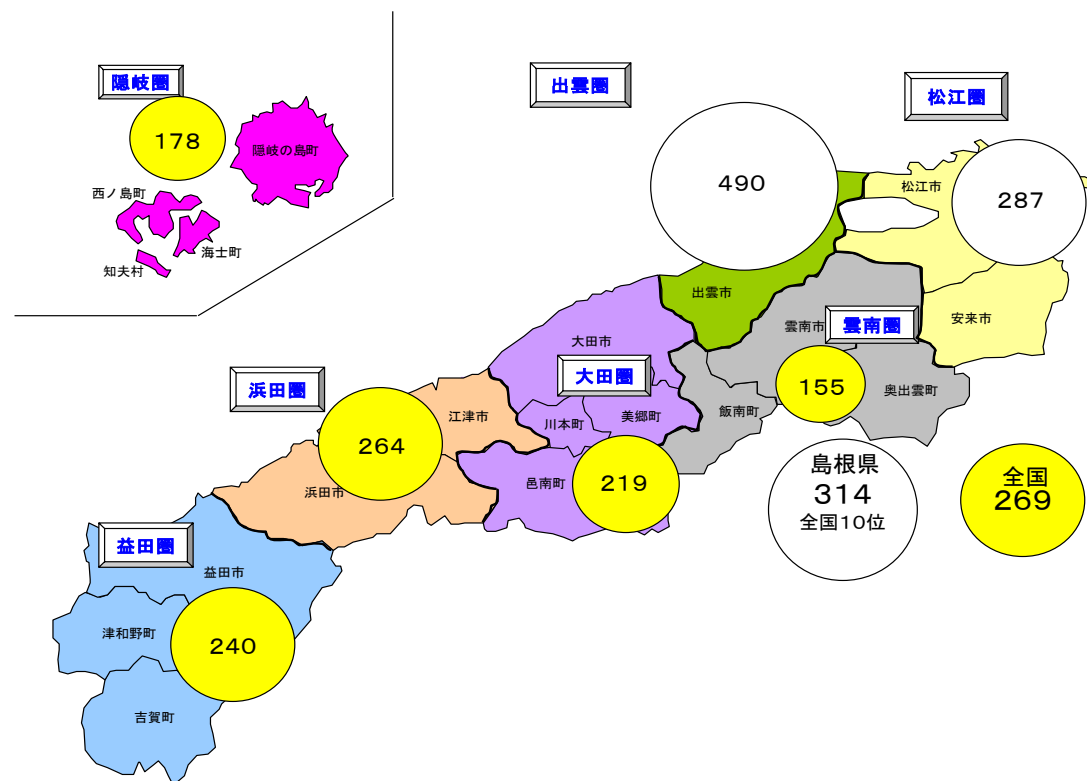 隠岐圏
178
隠岐の島町
西ノ島町
海士町
知夫村
出雲圏
490
出雲市
松江圏
松江市
287
安来市
雲南圏
雲南市
155
奥出雲町
飯南町
大田市
大田圏
川本町
美郷町
邑南町
219
浜田圏
264
江津市
浜田市
島根県
314
全国10位
全国
269
益田圏
益田市
津和野町
240
吉賀町